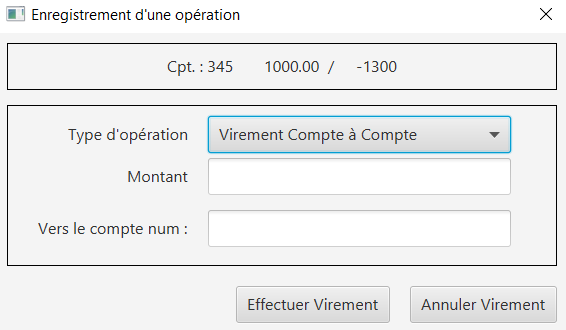 Enregistrement d'une opération
Cpt. : 345 1000.00 / -1300
Type d'opération Virement Compte à Compte
Montant
Vers le compte num :
Effectuer Virement Annuler Virement